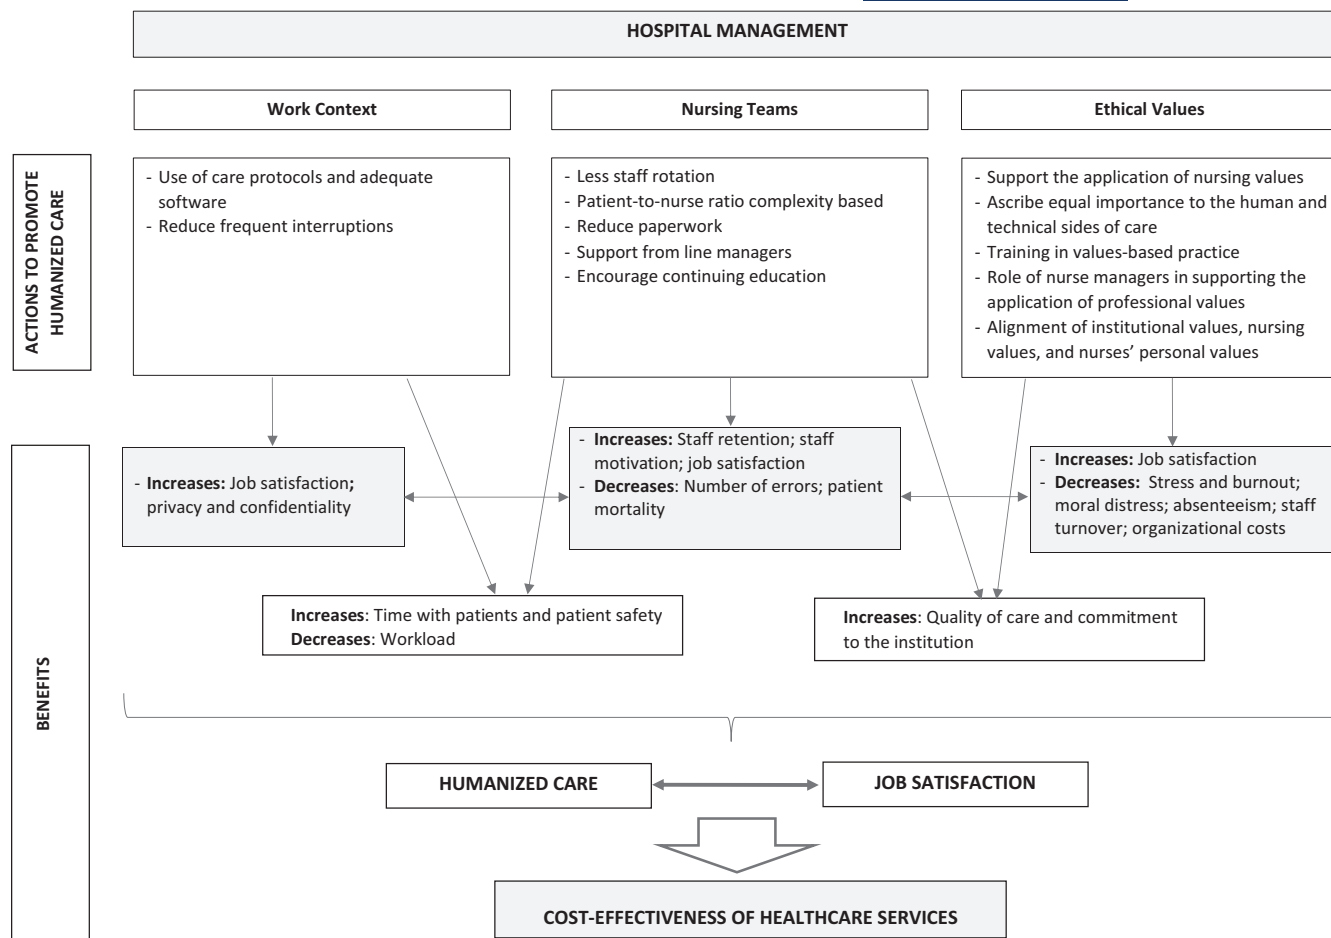 HOSPITAL MANAGEMENT
Work Context
Nursing Teams
Ethical Values
ACTIONS TO PROMOTE
HUMANIZED CARE
- Use of care protocols and adequate
software
- Reduce frequent interruptions
- Less staff rotation
- Patient-to-nurse ratio complexity based
- Reduce paperwork
- Support from line managers
- Encourage continuing education
- Support the application of nursing values
- Ascribe equal importance to the human and
technical sides of care
- Training in values-based practice
- Role of nurse managers in supporting the
application of professional values
- Alignment of institutional values, nursing
values, and nurses’ personal values
BENEFITS
- Increases: Job satisfaction;
privacy and confidentiality
- Increases: Staff retention; staff
motivation; job satisfaction
- Decreases: Number of errors; patient
mortality
- Increases: Job satisfaction
- Decreases: Stress and burnout;
moral distress; absenteeism; staff
turnover; organizational costs
Increases: Time with patients and patient safety
Decreases: Workload
Increases: Quality of care and commitment
to the institution
HUMANIZED CARE
JOB SATISFACTION
COST-EFFECTIVENESS OF HEALTHCARE SERVICES